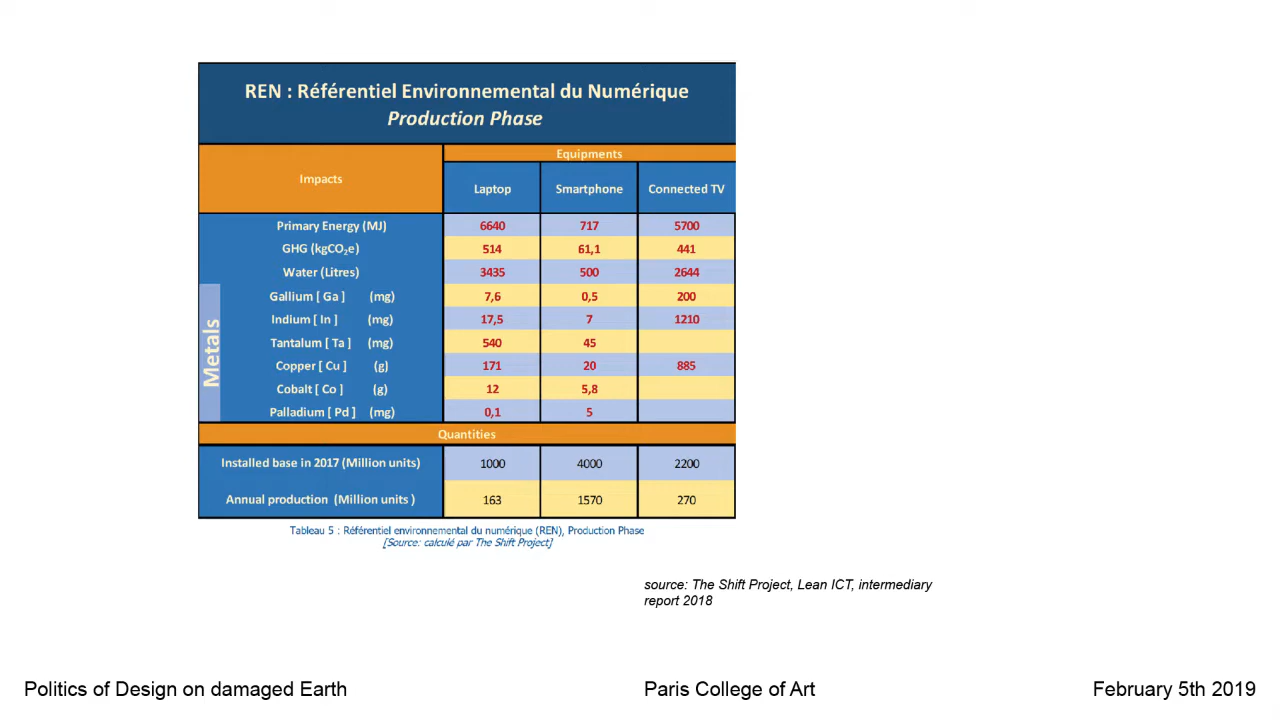 REN : Référentiel Environnemental du Numérique
Production Phase
Impacts
Equipments
Laptop Smartphone Connected TV
Primary Energy (MJ) 6640 717 5700
GHG (kgCO₂e) 514 61,1 441
Water (Litres) 3435 500 2644
Metals
Gallium [ Ga ] (mg) 7,6 0,5 200
Indium [ In ] (mg) 17,5 7 1210
Tantalum [ Ta ] (mg) 540 45
Copper [ Cu ] (g) 171 20 885
Cobalt [ Co ] (g) 12 5,8
Palladium [ Pd ] (mg) 0,1 5
Quantities
Installed base in 2017 (Million units) 1000 4000 2200
Annual production (Million units ) 163 1570 270
Tableau 5 : Référentiel environnemental du numérique (REN), Production Phase
[Source: calculé par The Shift Project]
source: The Shift Project, Lean ICT, intermediary
report 2018
Politics of Design on damaged Earth Paris College of Art February 5th 2019